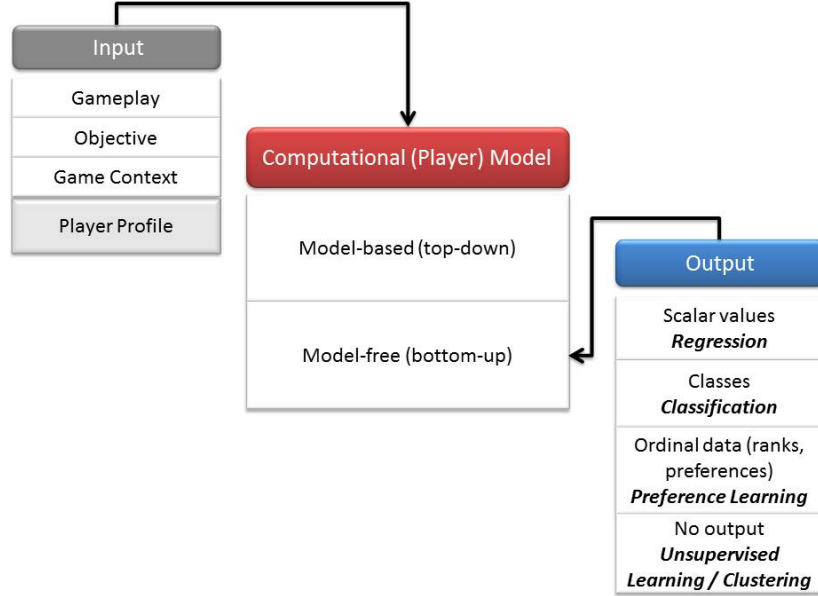 Input
Gameplay
Objective
Game Context
Player Profile
Computational (Player) Model
Model-based (top-down)
Model-free (bottom-up)
Output
Scalar values
Regression
Classes
Classification
Ordinal data (ranks,
preferences)
Preference Learning
No output
Unsupervised
Learning / Clustering